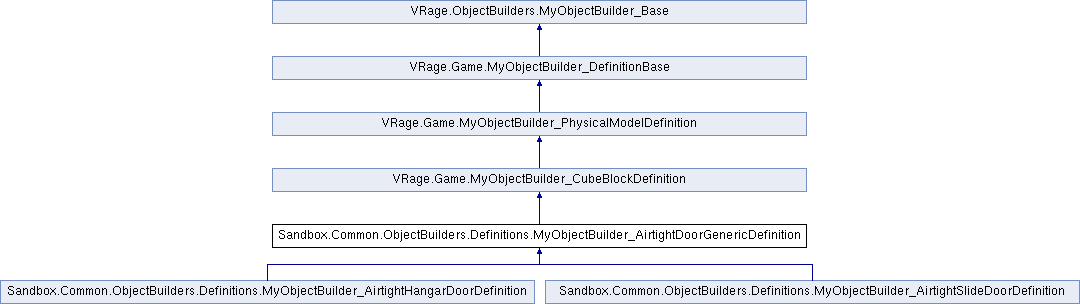 VRage.ObjectBuilders.MyObjectBuilder_Base
VRage.Game.MyObjectBuilder_DefinitionBase
VRage.Game.MyObjectBuilder_PhysicalModelDefinition
VRage.Game.MyObjectBuilder_CubeBlockDefinition
Sandbox.Common.ObjectBuilders.Definitions.MyObjectBuilder_AirtightDoorGenericDefinition
Sandbox.Common.ObjectBuilders.Definitions.MyObjectBuilder_AirtightHangarDoorDefinition
Sandbox.Common.ObjectBuilders.Definitions.MyObjectBuilder_AirtightSlideDoorDefinition